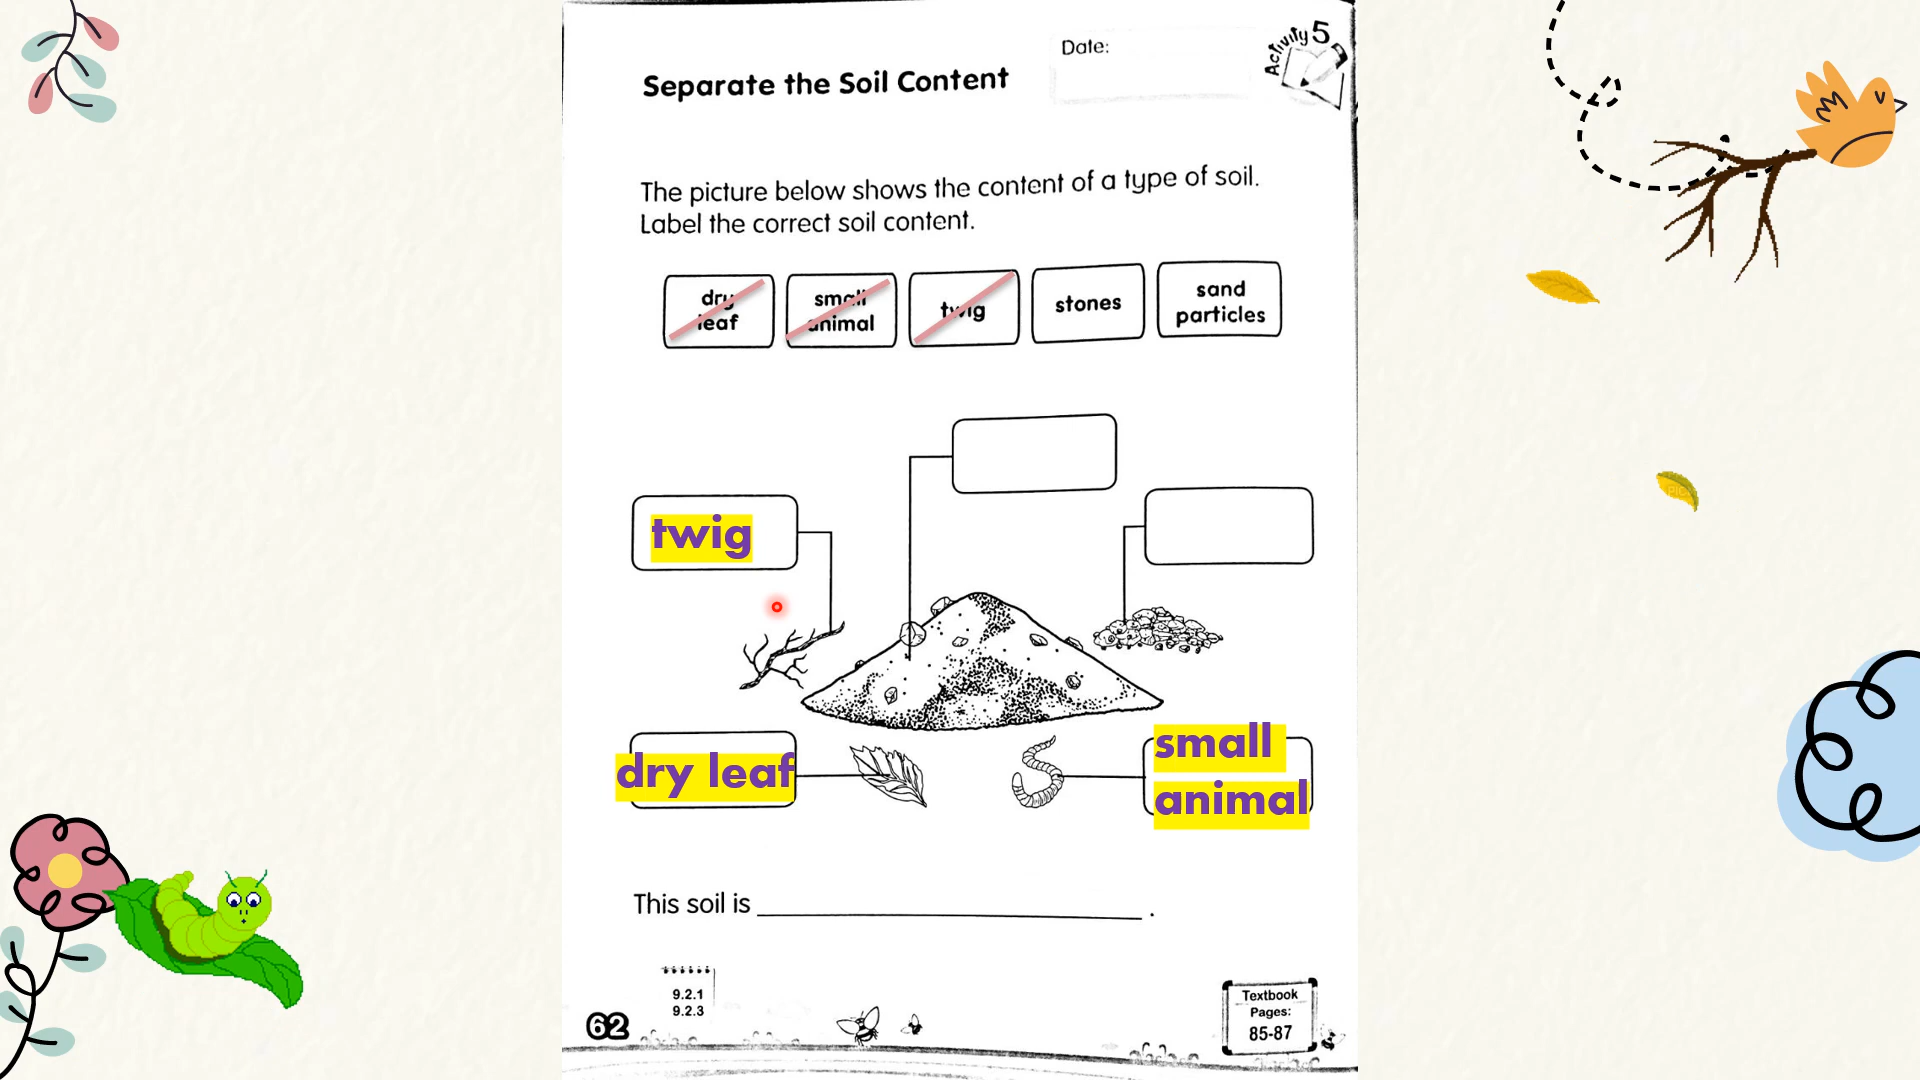 Date:
Activity 5
Separate the Soil Content
The picture below shows the content of a type of soil.
Label the correct soil content.
dry
leaf
small
animal
twig
stones
sand
particles
twig
dry leaf
small
animal
This soil is ______________________ .
9.2.1
9.2.3
62
Textbook
Pages:
85-87